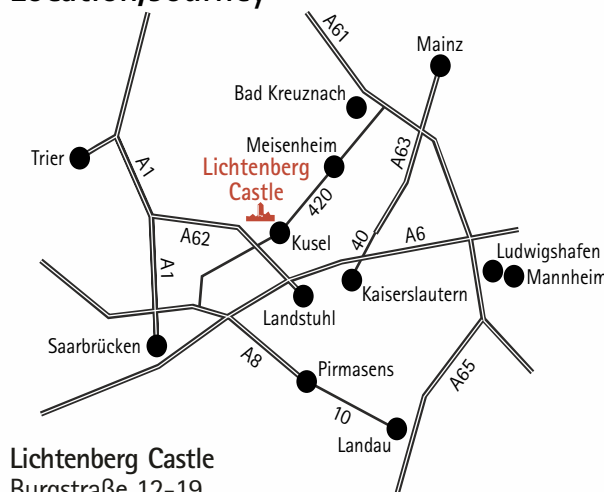 Location/Journey
A61
Mainz
Bad Kreuznach
Meisenheim
A63
Trier
A1
Lichtenberg
Castle
420
A62
Kusel
40
A6
A1
Ludwigshafen
Mannheim
Kaiserslautern
Landstuhl
Saarbrücken
A8
Pirmasens
A65
10
Landau
Lichtenberg Castle
Burgstraße 12-19